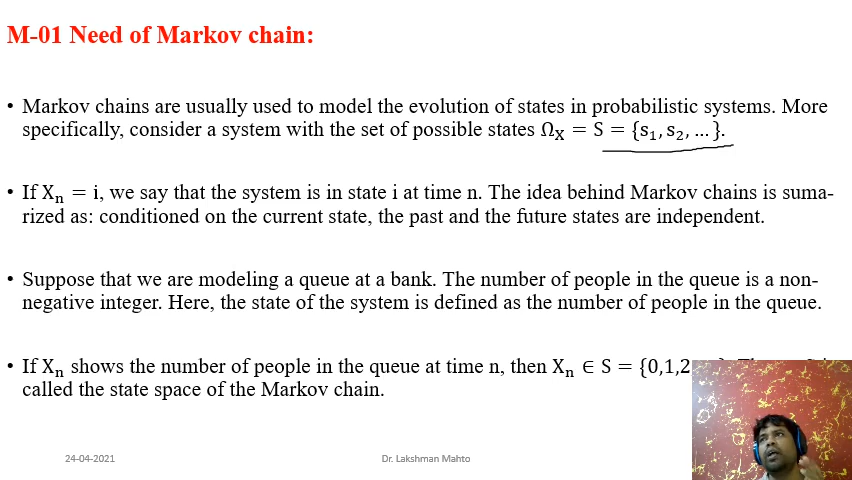 M-01 Need of Markov chain:
• Markov chains are usually used to model the evolution of states in probabilistic systems. More
specifically, consider a system with the set of possible states Ωₓ = S = {s₁, s₂, … }.
• If Xₙ = i, we say that the system is in state i at time n. The idea behind Markov chains is suma-
rized as: conditioned on the current state, the past and the future states are independent.
• Suppose that we are modeling a queue at a bank. The number of people in the queue is a non-
negative integer. Here, the state of the system is defined as the number of people in the queue.
• If Xₙ shows the number of people in the queue at time n, then Xₙ ∈ S = {0,1,2
called the state space of the Markov chain.
24-04-2021
Dr. Lakshman Mahto